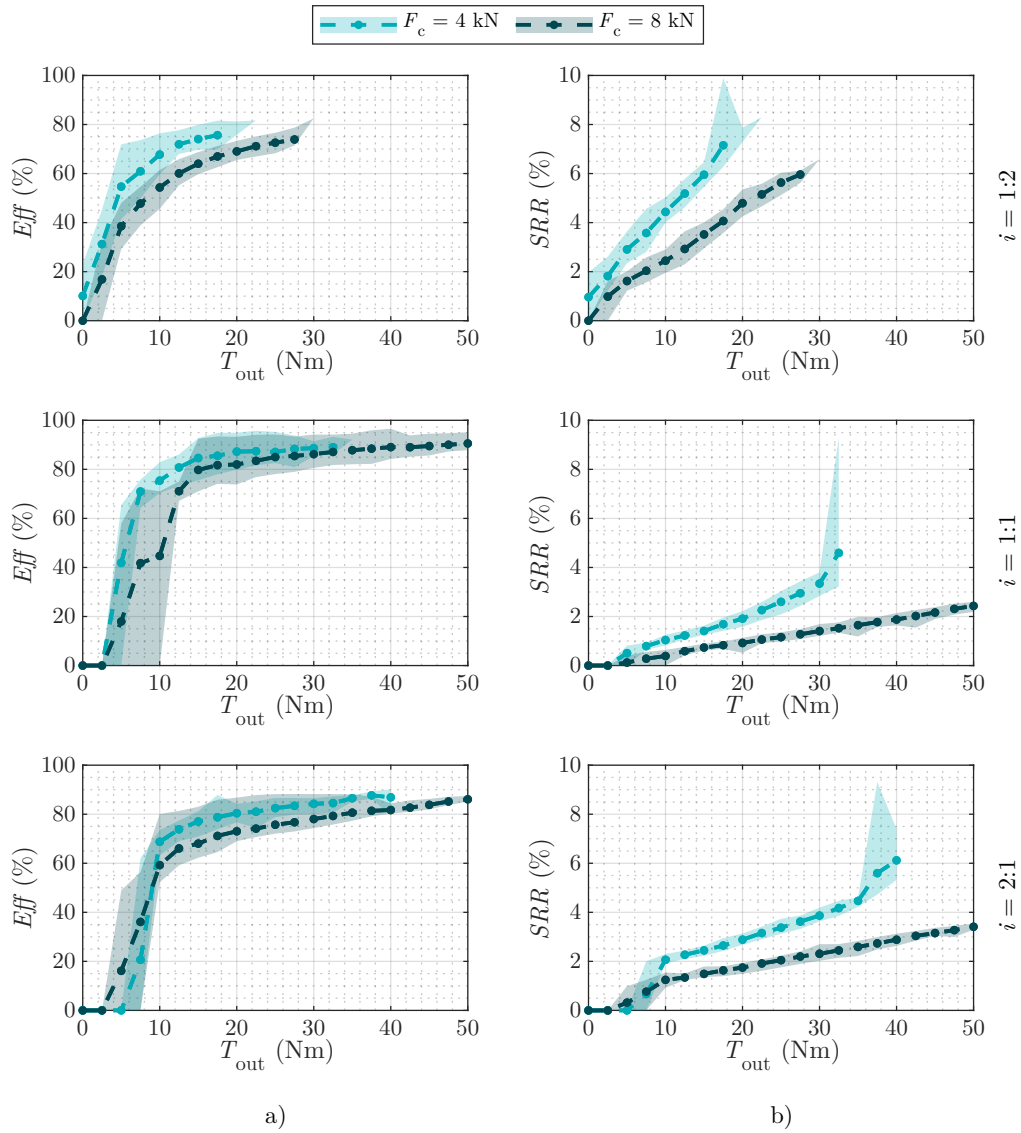 F_c = 4 kN F_c = 8 kN
100
80
60
40
20
0
Eff (%)
0 10 20 30 40 50
T_out (Nm)
10
8
6
4
2
0
SRR (%)
0 10 20 30 40 50
T_out (Nm)
i = 1:2
100
80
60
40
20
0
Eff (%)
0 10 20 30 40 50
T_out (Nm)
10
8
6
4
2
0
SRR (%)
0 10 20 30 40 50
T_out (Nm)
i = 1:1
100
80
60
40
20
0
Eff (%)
0 10 20 30 40 50
T_out (Nm)
10
8
6
4
2
0
SRR (%)
0 10 20 30 40 50
T_out (Nm)
i = 2:1
a) b)